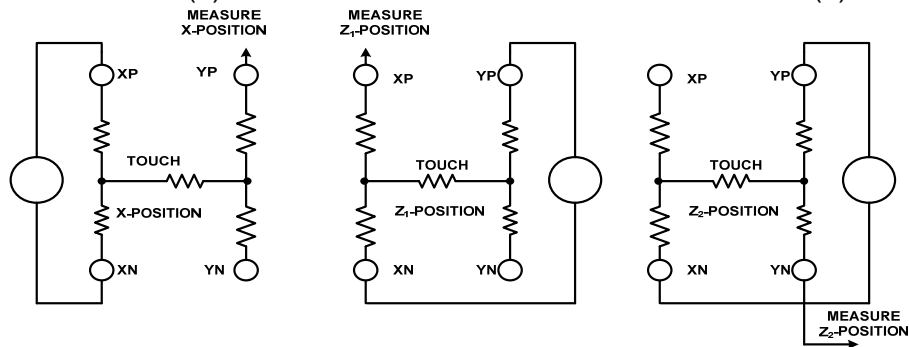 MEASURE
X-POSITION
XP
YP
TOUCH
X-POSITION
XN
YN
MEASURE
Z₁-POSITION
XP
YP
TOUCH
Z₁-POSITION
XN
YN
XP
YP
TOUCH
Z₂-POSITION
XN
YN
MEASURE
Z₂-POSITION